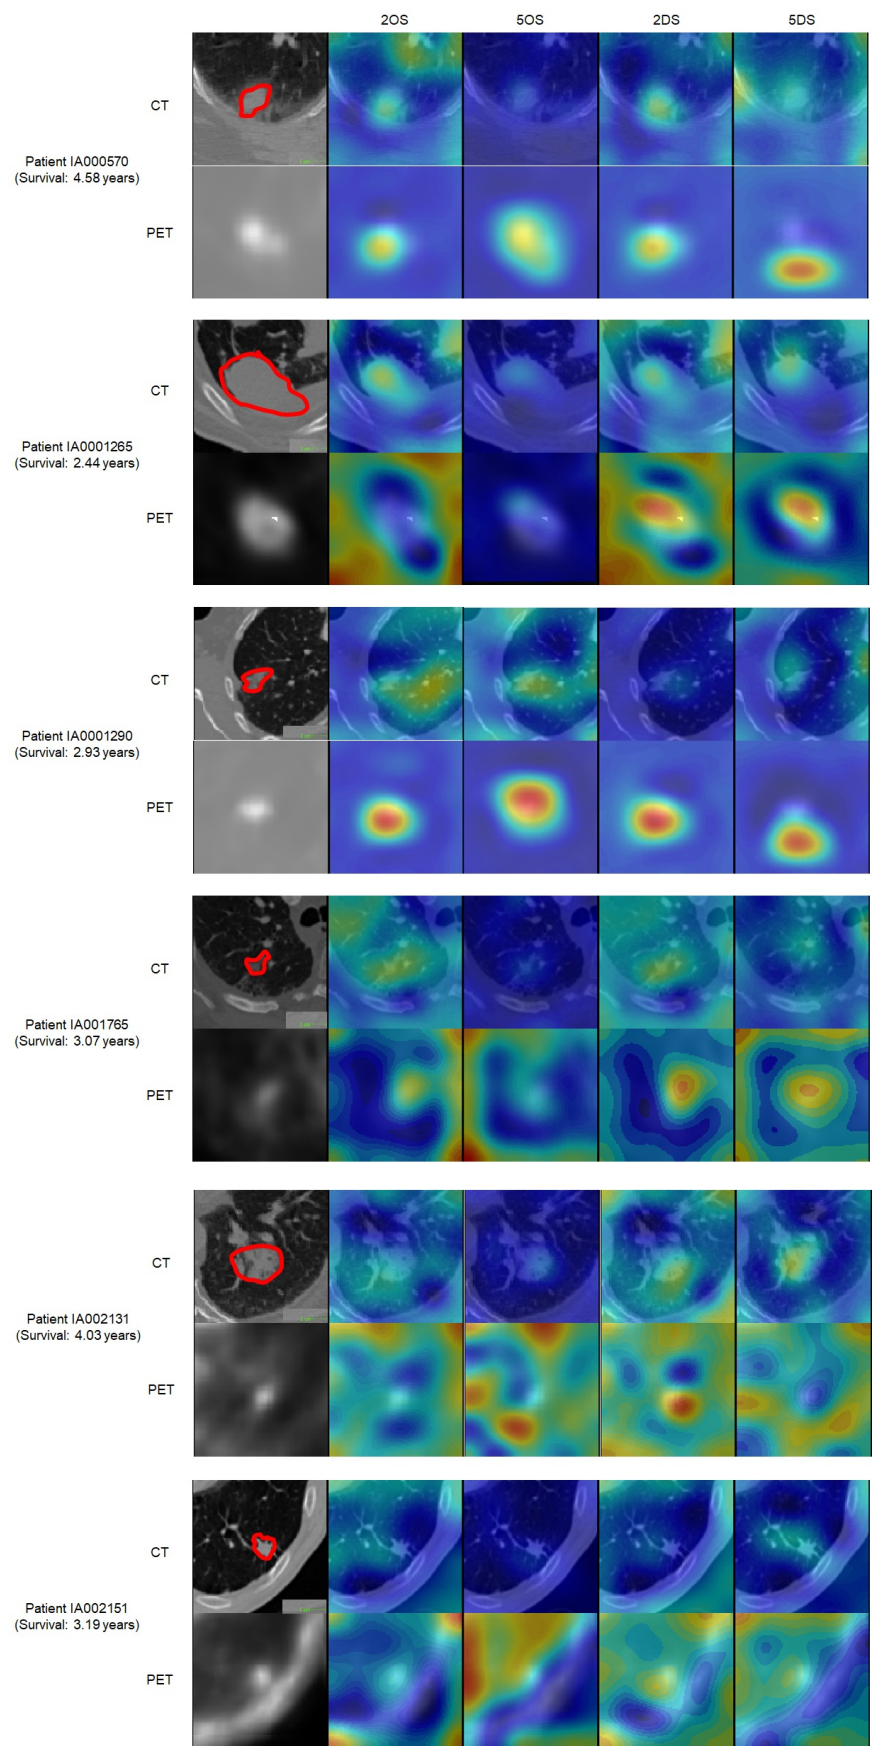 2OS 5OS 2DS 5DS
CT
Patient IA000570
(Survival: 4.58 years)
PET
CT
Patient IA0001265
(Survival: 2.44 years)
PET
CT
Patient IA0001290
(Survival: 2.93 years)
PET
CT
Patient IA001765
(Survival: 3.07 years)
PET
CT
Patient IA002131
(Survival: 4.03 years)
PET
CT
Patient IA002151
(Survival: 3.19 years)
PET